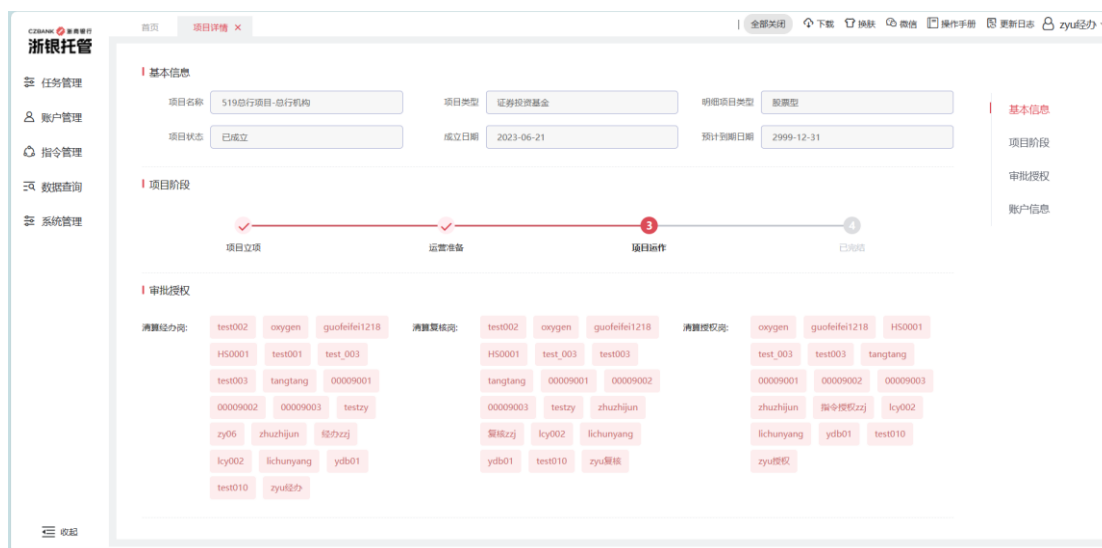 CZBANK 浙商银行
浙银托管
首页 项目详情 ×
全部关闭 下载 换肤 微信 操作手册 更新日志 zyu经办
任务管理
账户管理
指令管理
数据查询
系统管理
收起
基本信息
项目名称 519总行项目-总行机构 项目类型 证券投资基金 明细项目类型 股票型
项目状态 已成立 成立日期 2023-06-21 预计到期日期 2999-12-31
项目阶段
3 4
项目立项 运营准备 项目运作 已完结
审批授权
清算经办岗:
test002 oxygen guofeifei1218
HS0001 test001 test_003
test003 tangtang 00009001
00009002 00009003 testzy
zy06 zhuzhijun 经办zzj
lcy002 lichunyang ydb01
test010 zyu经办
清算复核岗:
test002 oxygen guofeifei1218
HS0001 test_003 test003
tangtang 00009001 00009002
00009003 testzy zhuzhijun
复核zzj lcy002 lichunyang
ydb01 test010 zyu复核
清算授权岗:
oxygen guofeifei1218 HS0001
test_003 test003 tangtang
00009001 00009002 00009003
zhuzhijun 指令授权zzj lcy002
lichunyang ydb01 test010
zyu授权
基本信息
项目阶段
审批授权
账户信息